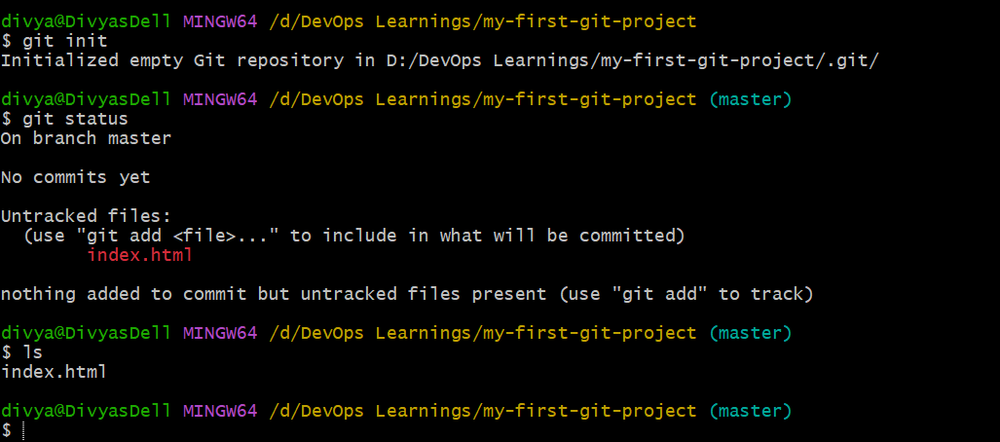 divya@DivyasDell MINGW64 /d/DevOps Learnings/my-first-git-project
$ git init
Initialized empty Git repository in D:/DevOps Learnings/my-first-git-project/.git/
divya@DivyasDell MINGW64 /d/DevOps Learnings/my-first-git-project (master)
$ git status
On branch master
No commits yet
Untracked files:
  (use "git add <file>..." to include in what will be committed)
        index.html
nothing added to commit but untracked files present (use "git add" to track)
divya@DivyasDell MINGW64 /d/DevOps Learnings/my-first-git-project (master)
$ ls
index.html
divya@DivyasDell MINGW64 /d/DevOps Learnings/my-first-git-project (master)
$